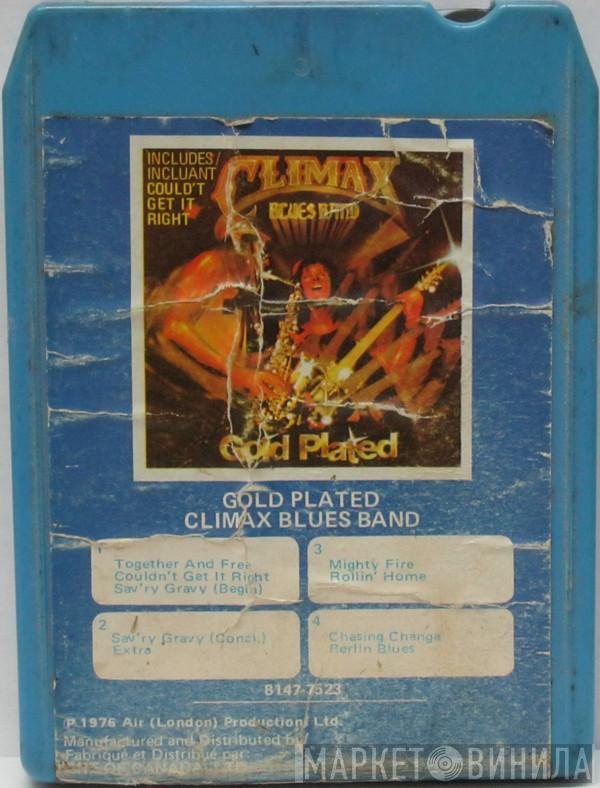 INCLUDES/
INCLUANT
COULD'T
GET IT
RIGHT
CLIMAX
BLUES BAND
Gold Plated
GOLD PLATED
CLIMAX BLUES BAND
1
Together And Free
Couldn't Get It Right
Sav'ry Gravy (Begin)
3
Mighty Fire
Rollin' Home
2
Sav'ry Gravy (Concl.)
Extra
4
Chasing Change
Berlin Blues
8147-7523
P 1976 Air (London) Productions Ltd.
Manufactured and Distributed by/
Fabriqué et Distribué par:
OF CANADA LTD.
МАРКЕТ ВИНИЛА